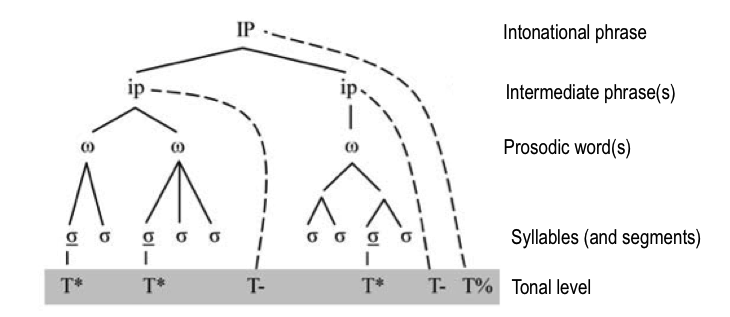 IP Intonational phrase
ip ip Intermediate phrase(s)
ω ω ω Prosodic word(s)
σ σ σ σ σ σ σ σ σ Syllables (and segments)
T* T* T- T* T- T% Tonal level